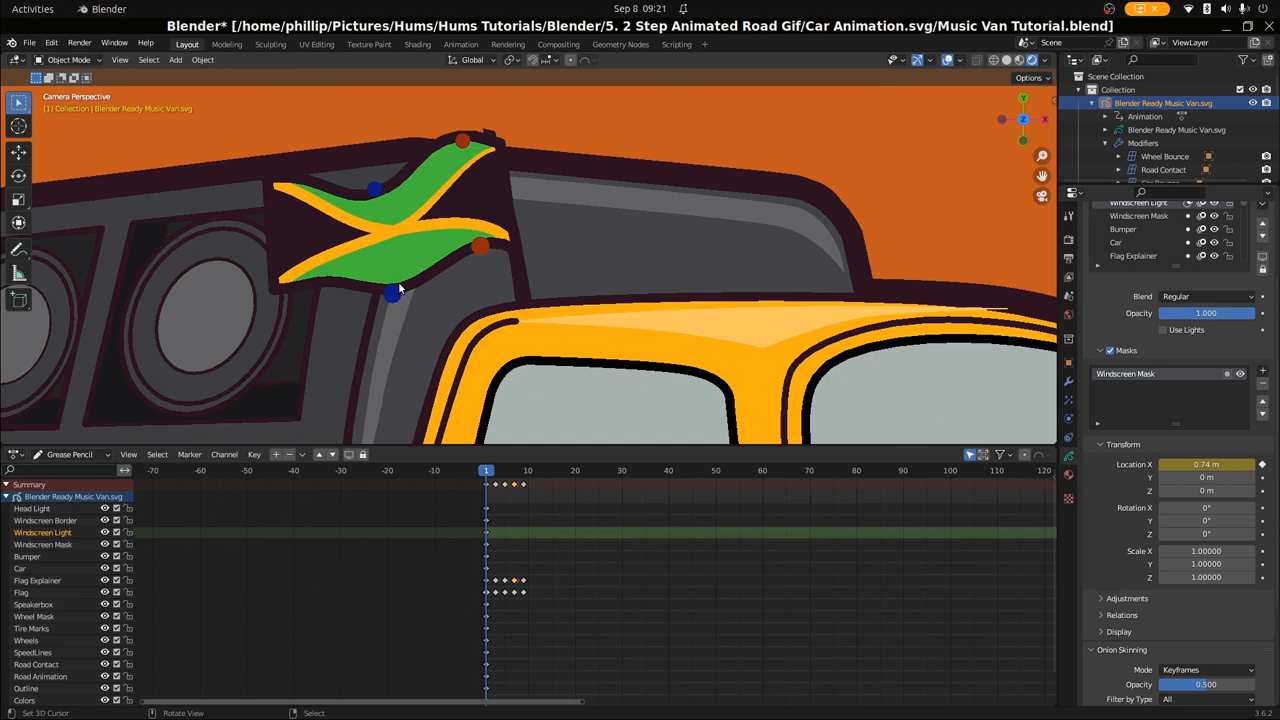 Activities Blender Sep 8 09:21
Blender* [/home/phillip/Pictures/Hums/Hums Tutorials/Blender/5. 2 Step Animated Road Gif/Car Animation.svg/Music Van Tutorial.blend]
File Edit Render Window Help Layout Modeling Sculpting UV Editing Texture Paint Shading Animation Rendering Compositing Geometry Nodes Scripting + Scene ViewLayer
Object Mode View Select Add Object Global
Options
Scene Collection
Collection
Blender Ready Music Van.svg
Animation
Blender Ready Music Van.svg
Modifiers
Wheel Bounce
Road Contact
Camera Perspective
(1) Collection | Blender Ready Music Van.svg
Y
X
Z
Windscreen Light
Windscreen Mask
Bumper
Car
Flag Explainer
Blend Regular
Opacity 1.000
Use Lights
Masks
Windscreen Mask
Transform
Location X 0.74 m
Y 0 m
Z 0 m
Rotation X 0°
Y 0°
Z 0°
Scale X 1.00000
Y 1.00000
Z 1.00000
Adjustments
Relations
Display
Onion Skinning
Mode Keyframes
Opacity 0.500
Filter by Type All
Grease Pencil View Select Marker Channel Key
-70 -60 -50 -40 -30 -20 -10 1 10 20 30 40 50 60 70 80 90 100 110 120
Summary
Blender Ready Music Van.svg
Head Light
Windscreen Border
Windscreen Light
Windscreen Mask
Bumper
Car
Flag Explainer
Flag
Speakerbox
Wheel Mask
Tire Marks
Wheels
SpeedLines
Road Contact
Road Animation
Outline
Colors
Set 3D Cursor Rotate View Select 3.6.2